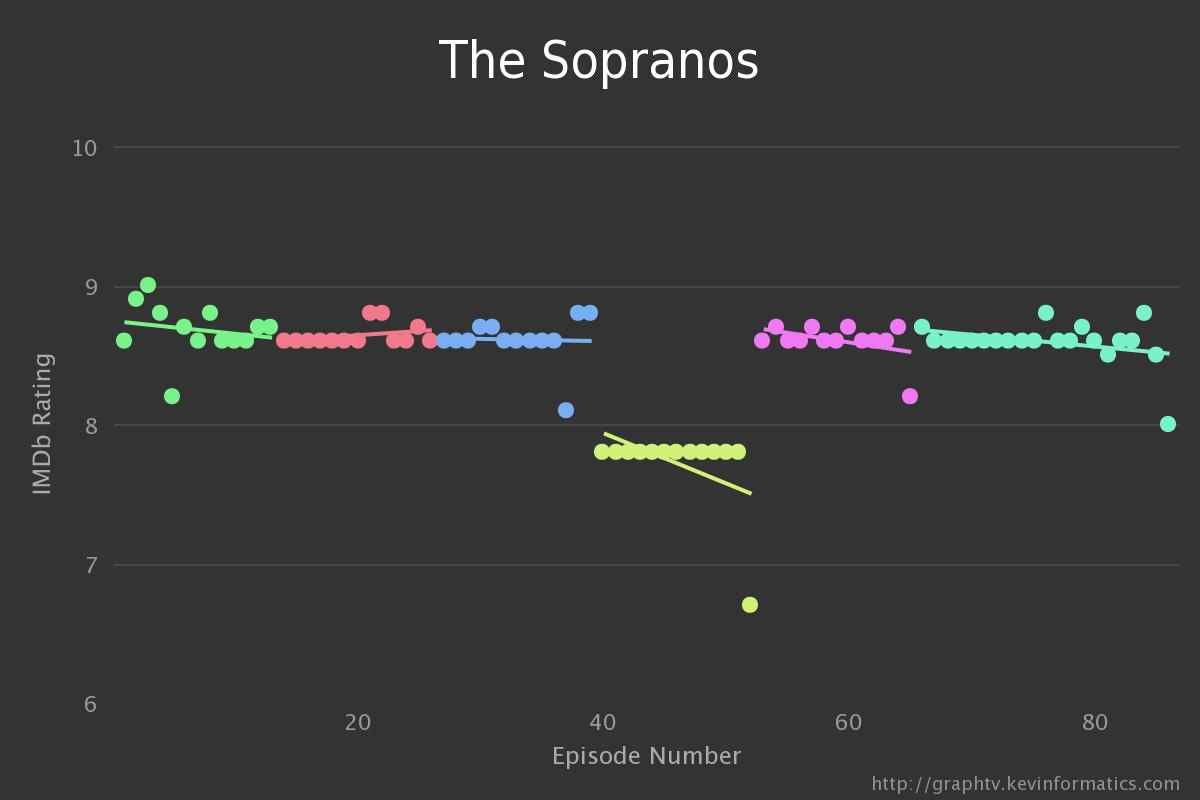 The Sopranos
10
9
8
7
6
IMDb Rating
20 40 60 80
Episode Number
http://graphtv.kevinformatics.com